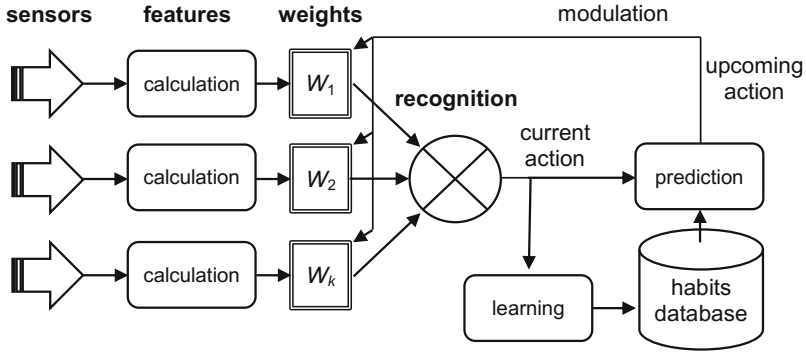 sensors
features
weights
modulation
calculation
W1
upcoming
action
recognition
current
action
calculation
W2
prediction
calculation
Wk
learning
habits
database